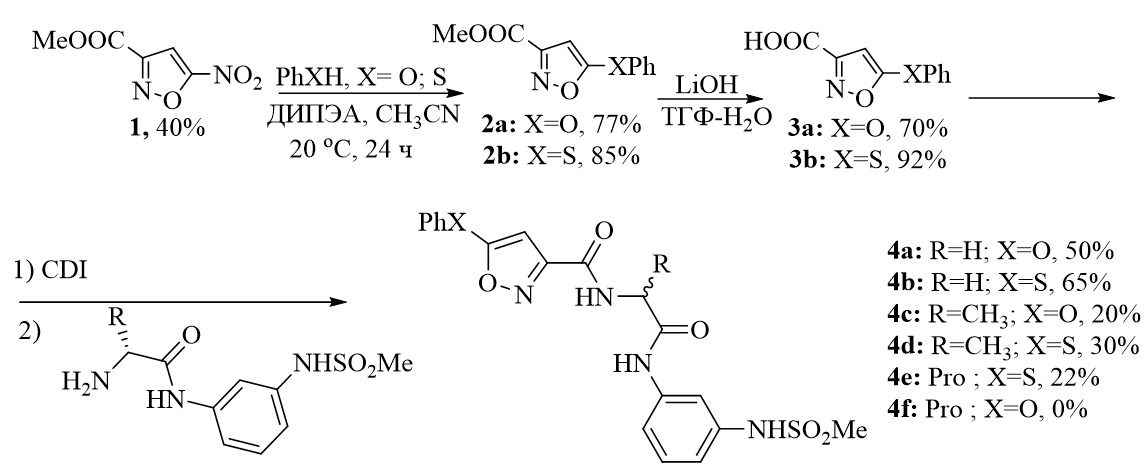 MeOOC
N
O
NO2
1, 40%
PhXH, X= O; S
ДИПЭА, CH3CN
20 °C, 24 ч
MeOOC
N
O
XPh
2a: X=O, 77%
2b: X=S, 85%
LiOH
ТГФ-H2O
HOOC
N
O
XPh
3a: X=O, 70%
3b: X=S, 92%
1) CDI
2)
R
O
H2N
HN
NHSO2Me
PhX
O
N
O
HN
R
O
HN
NHSO2Me
4a: R=H; X=O, 50%
4b: R=H; X=S, 65%
4c: R=CH3; X=O, 20%
4d: R=CH3; X=S, 30%
4e: Pro ; X=S, 22%
4f: Pro ; X=O, 0%